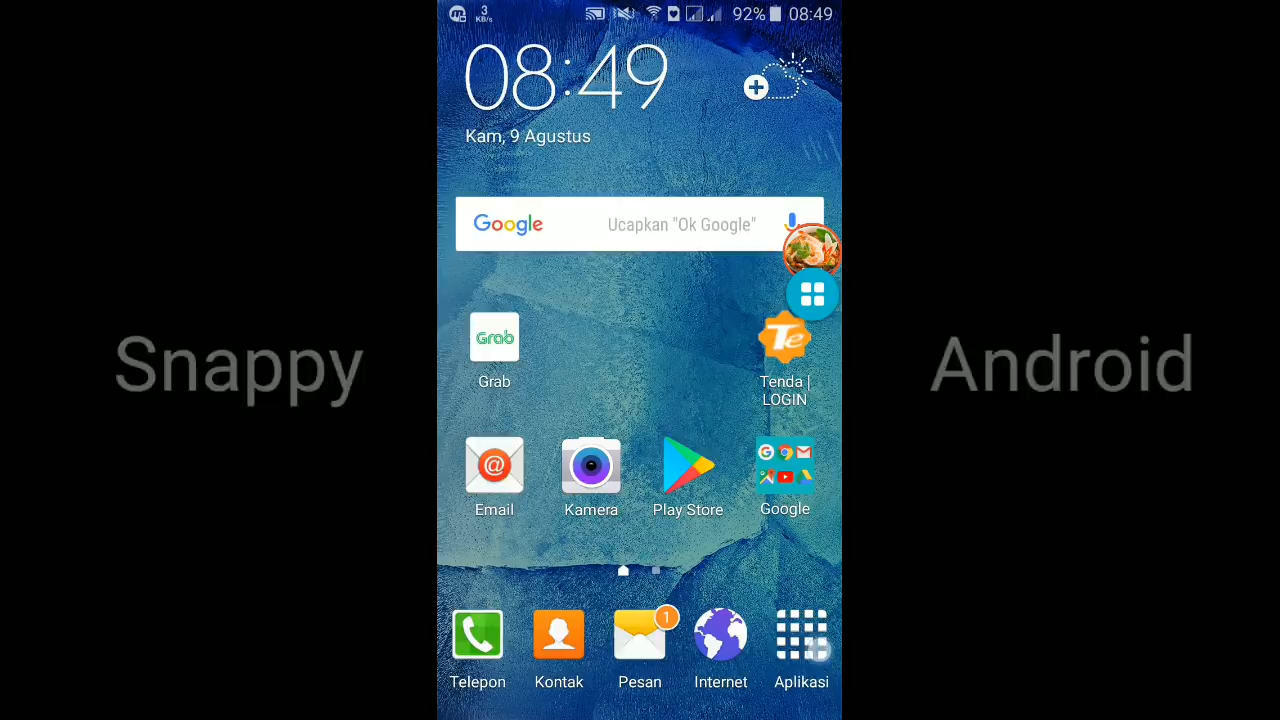 3
KB/s
92%
08:49
08:49
Kam, 9 Agustus
Google
Ucapkan "Ok Google"
Snappy
Android
Grab
Te
Grab
Tenda |
LOGIN
@
G
Email
Kamera
Play Store
Google
1
Telepon
Kontak
Pesan
Internet
Aplikasi